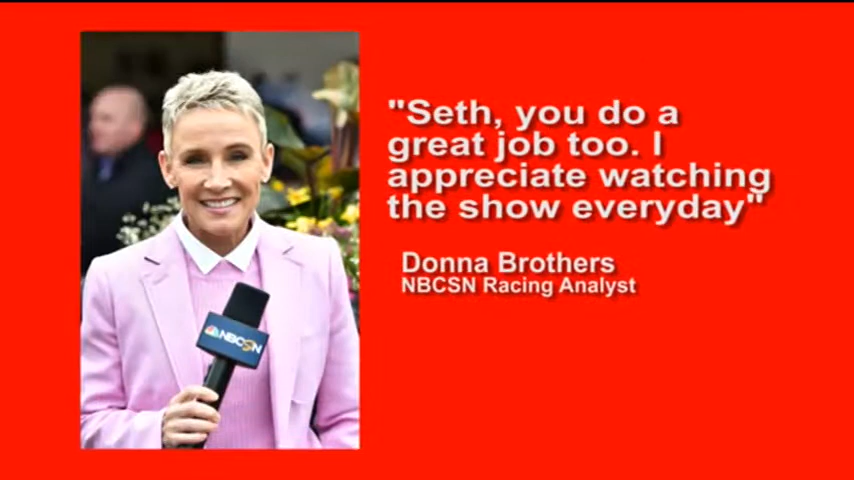 "Seth, you do a
great job too. I
appreciate watching
the show everyday"
Donna Brothers
NBCSN Racing Analyst
NBCSN